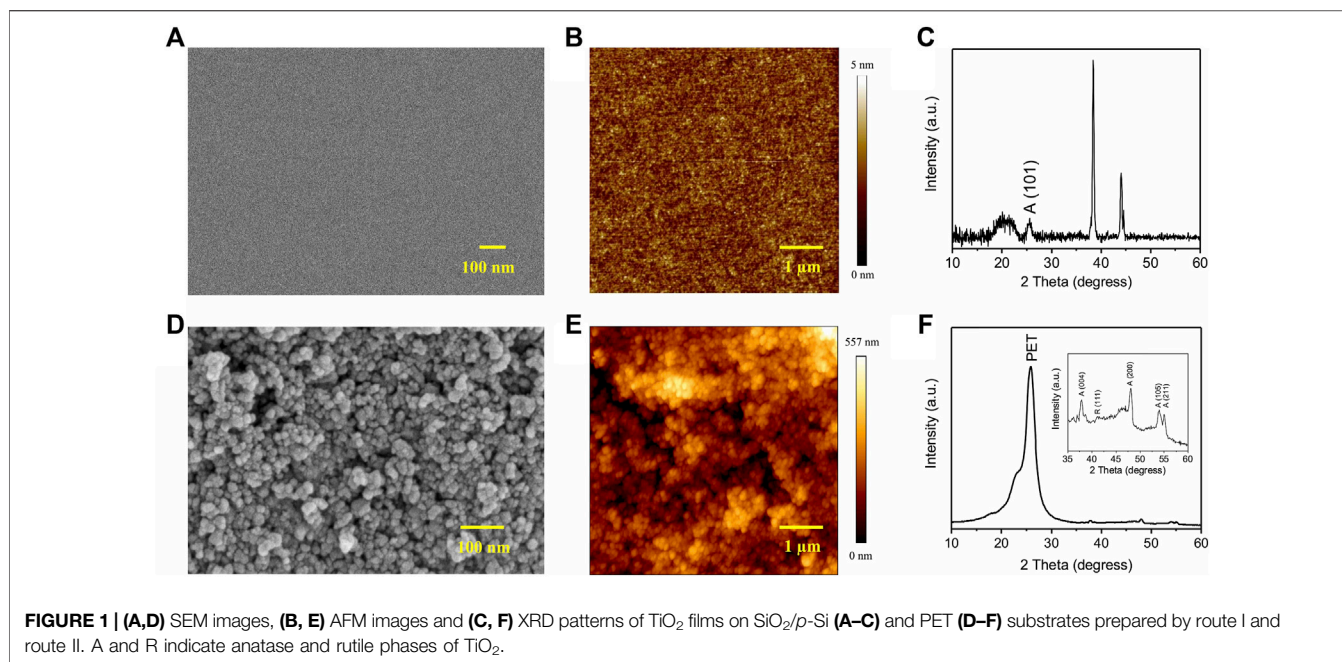 A
100 nm
B
1 µm
5 nm
0 nm
C
Intensity (a.u.)
A (101)
10 20 30 40 50 60
2 Theta (degress)
D
100 nm
E
1 µm
557 nm
0 nm
F
Intensity (a.u.)
PET
10 20 30 40 50 60
2 Theta (degress)
Intensity (a.u.)
A (004)
R (111)
A (200)
A (105)
A (211)
35 40 45 50 55 60
2 Theta (degress)
FIGURE 1 | (A,D) SEM images, (B, E) AFM images and (C, F) XRD patterns of TiO₂ films on SiO₂/p-Si (A–C) and PET (D–F) substrates prepared by route I and
route II. A and R indicate anatase and rutile phases of TiO₂.